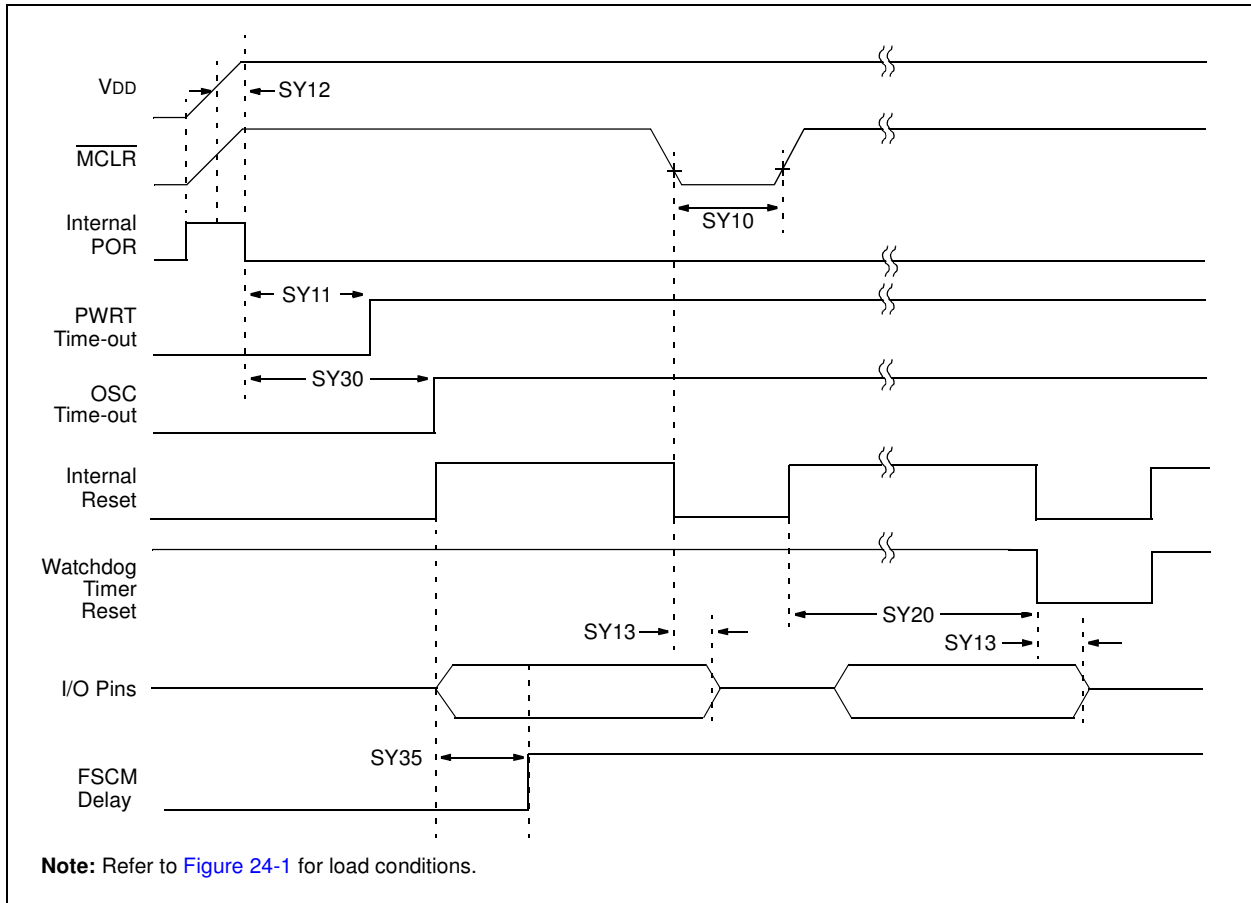 VDD
SY12
MCLR
SY10
Internal
POR
SY11
PWRT
Time-out
SY30
OSC
Time-out
Internal
Reset
Watchdog
Timer
Reset
SY20
SY13
SY13
I/O Pins
SY35
FSCM
Delay
Note: Refer to Figure 24-1 for load conditions.